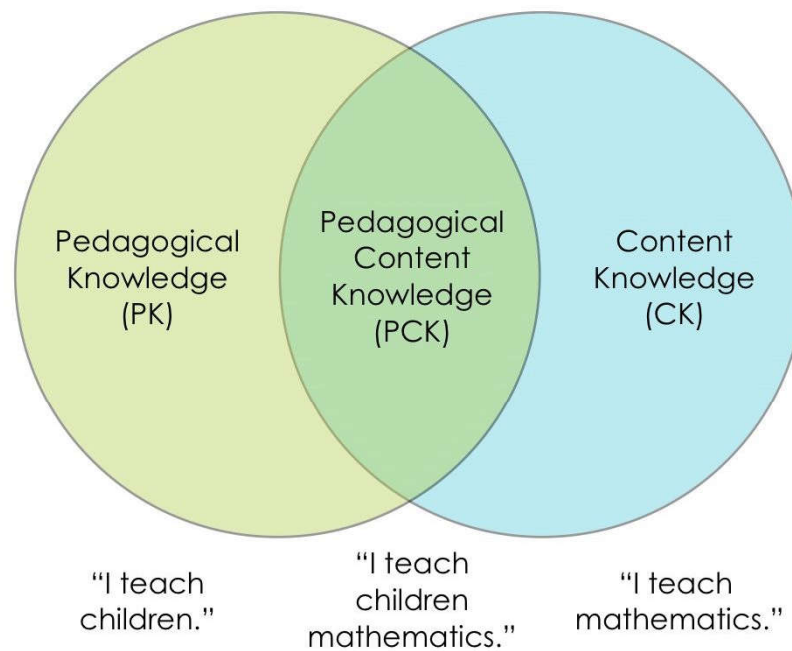 Pedagogical
Knowledge
(PK)
Pedagogical
Content
Knowledge
(PCK)
Content
Knowledge
(CK)
“I teach
children.”
“I teach
children
mathematics.”
“I teach
mathematics.”